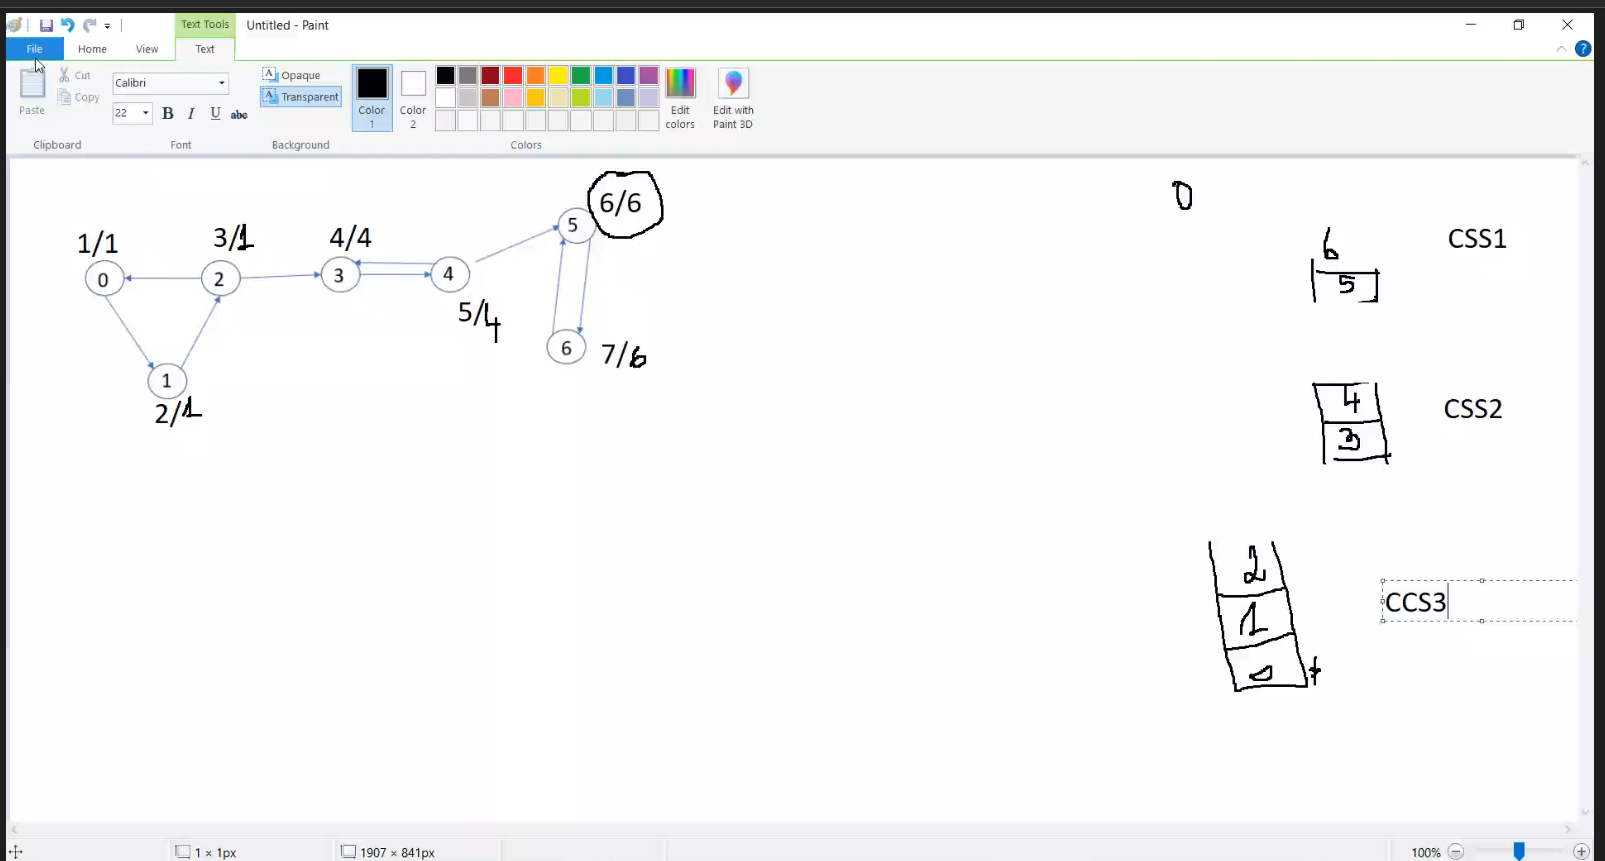 Text Tools
Untitled - Paint
File
Home
View
Text
Paste
Cut
Copy
Calibri
22
B I U abc
Opaque
Transparent
Color 1
Color 2
Edit colors
Edit with Paint 3D
Clipboard
Font
Background
Colors
?
0
6/6
5
1/1
3/1
4/4
0
2
3
4
5/4
6
7/6
1
2/1
6
5
CSS1
4
3
CSS2
2
1
0
CCS3
1 × 1px
1907 × 841px
100%